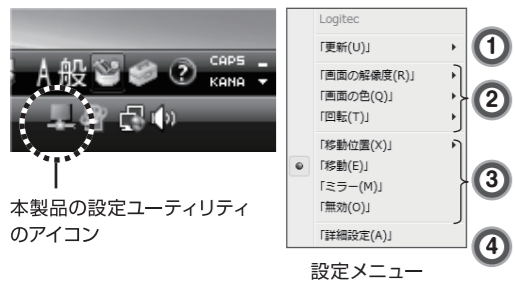 A 般 CAPS
KANA
本製品の設定ユーティリティ
のアイコン
Logitec
「更新(U)」
①
「画面の解像度(R)」
「画面の色(Q)」
「回転(T)」
②
「移動位置(X)」
「移動(E)」
「ミラー(M)」
「無効(O)」
③
「詳細設定(A)」
④
設定メニュー